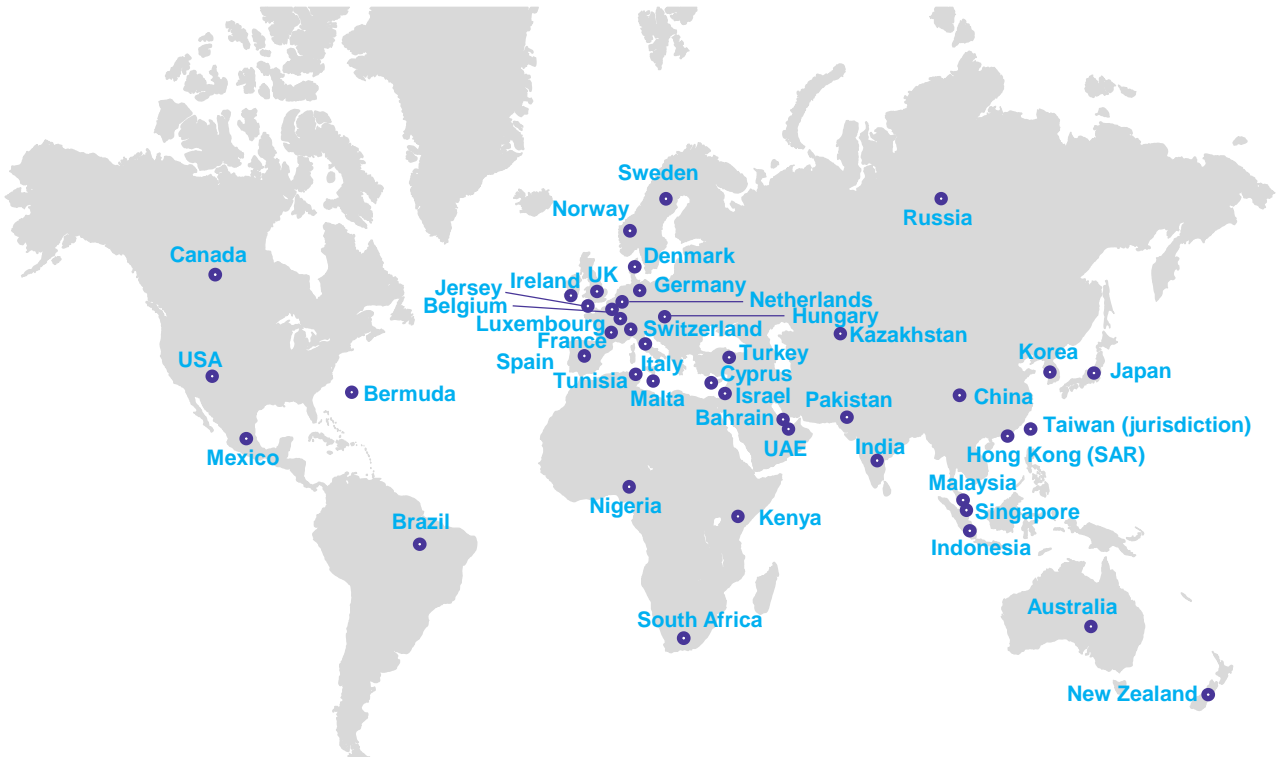 Sweden
Norway
Russia
Canada
Denmark
Jersey
Ireland
UK
Germany
Belgium
Netherlands
Hungary
Luxembourg
Switzerland
France
Kazakhstan
Spain
Italy
Turkey
Korea
USA
Tunisia
Cyprus
Japan
Bermuda
Malta
Israel
Pakistan
China
Bahrain
Taiwan (jurisdiction)
UAE
India
Hong Kong (SAR)
Mexico
Malaysia
Nigeria
Singapore
Brazil
Kenya
Indonesia
Australia
South Africa
New Zealand